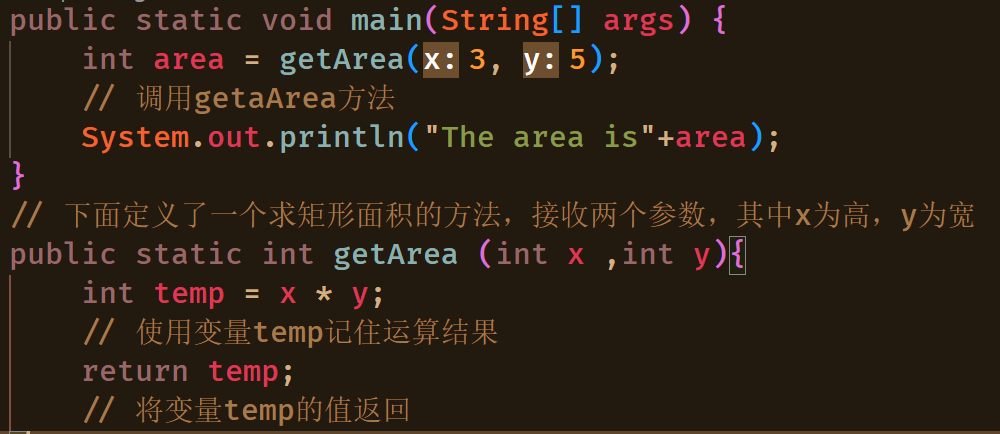 public static void main(String[] args) {
int area = getArea(x: 3, y: 5);
// 调用getaArea方法
System.out.println("The area is"+area);
}
// 下面定义了一个求矩形面积的方法，接收两个参数，其中x为高，y为宽
public static int getArea (int x ,int y){
int temp = x * y;
// 使用变量temp记住运算结果
return temp;
// 将变量temp的值返回